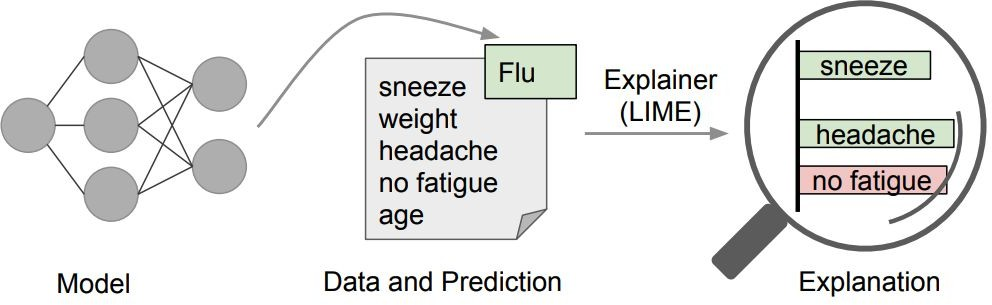 sneeze
weight
headache
no fatigue
age
Flu
Explainer
(LIME)
sneeze
headache
no fatigue
Model
Data and Prediction
Explanation